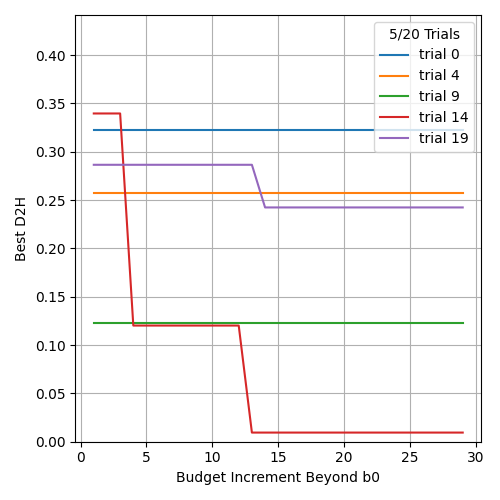 5/20 Trials
trial 0
trial 4
trial 9
trial 14
trial 19
0.40
0.35
0.30
0.25
0.20
0.15
0.10
0.05
0.00
Best D2H
0 5 10 15 20 25 30
Budget Increment Beyond b0